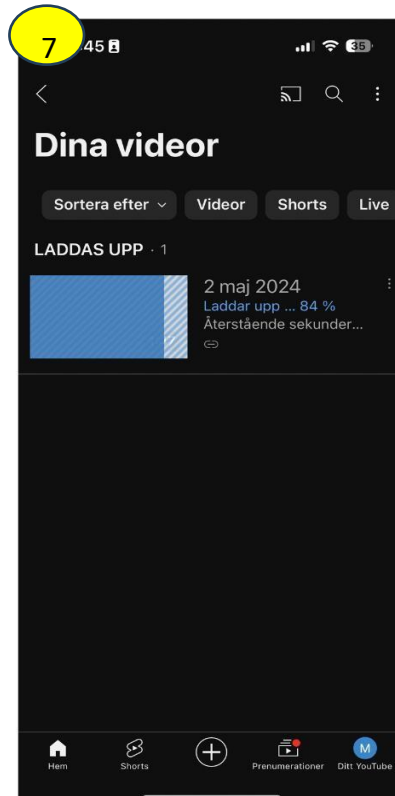 7
:45
35
Dina videor
Sortera efter
Videor
Shorts
Live
LADDAS UPP · 1
2 maj 2024
Laddar upp ... 84 %
Återstående sekunder...
Hem
Shorts
Prenumerationer
M
Ditt YouTube